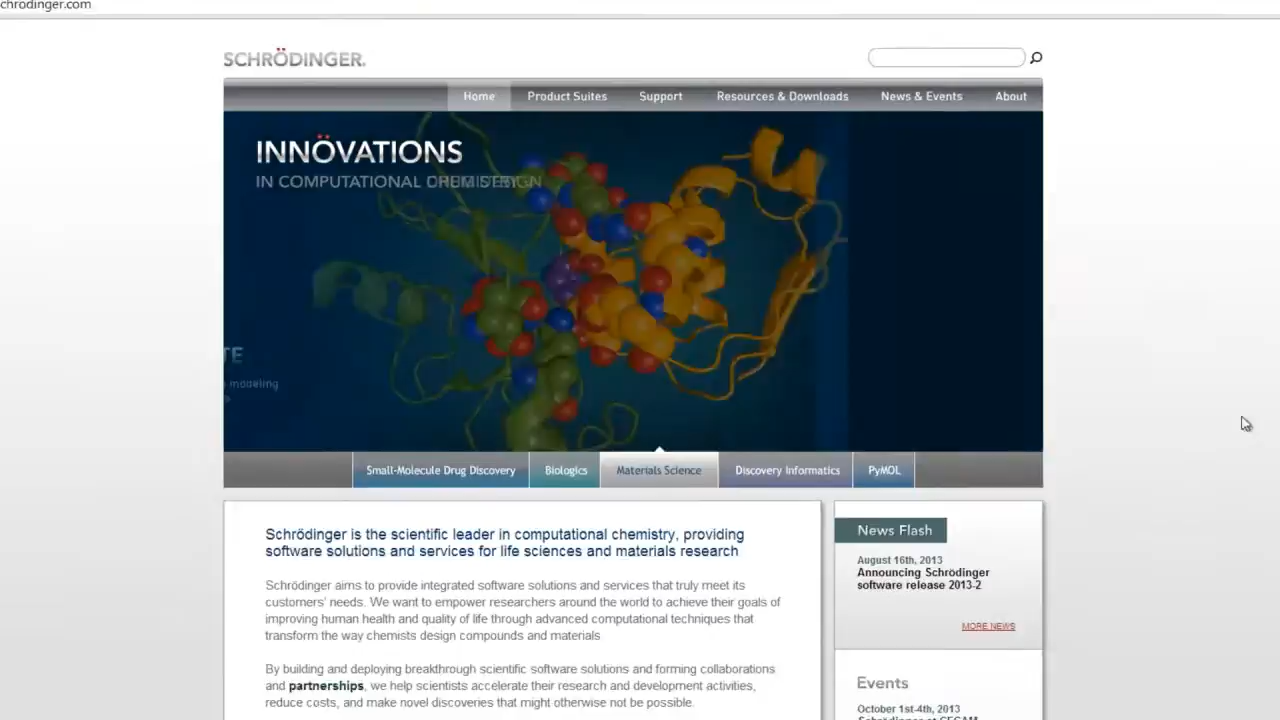 chrodinger.com
SCHRÖDINGER.
Home Product Suites Support Resources & Downloads News & Events About
INNÖVATIONS
IN COMPUTATIONAL
TE
modeling
Small-Molecule Drug Discovery Biologics Materials Science Discovery Informatics PyMOL
Schrödinger is the scientific leader in computational chemistry, providing
software solutions and services for life sciences and materials research
Schrödinger aims to provide integrated software solutions and services that truly meet its
customers' needs. We want to empower researchers around the world to achieve their goals of
improving human health and quality of life through advanced computational techniques that
transform the way chemists design compounds and materials
By building and deploying breakthrough scientific software solutions and forming collaborations
and partnerships, we help scientists accelerate their research and development activities,
reduce costs, and make novel discoveries that might otherwise not be possible.
News Flash
August 16th, 2013
Announcing Schrödinger
software release 2013-2
MORE NEWS
Events
October 1st-4th, 2013